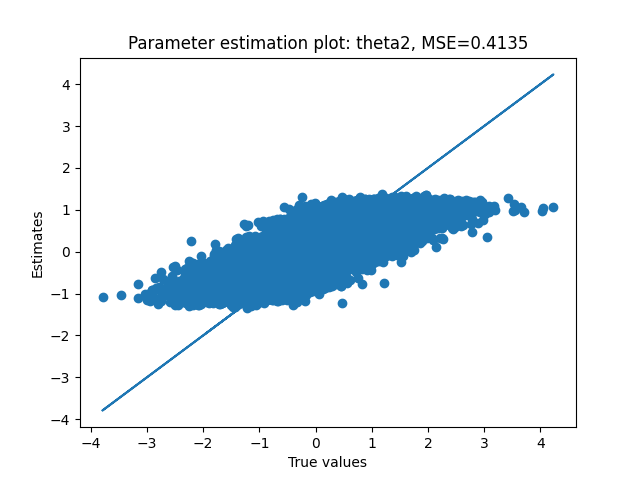 Parameter estimation plot: theta2, MSE=0.4135
4
3
2
1
0
−1
−2
−3
−4
Estimates
−4 −3 −2 −1 0 1 2 3 4
True values